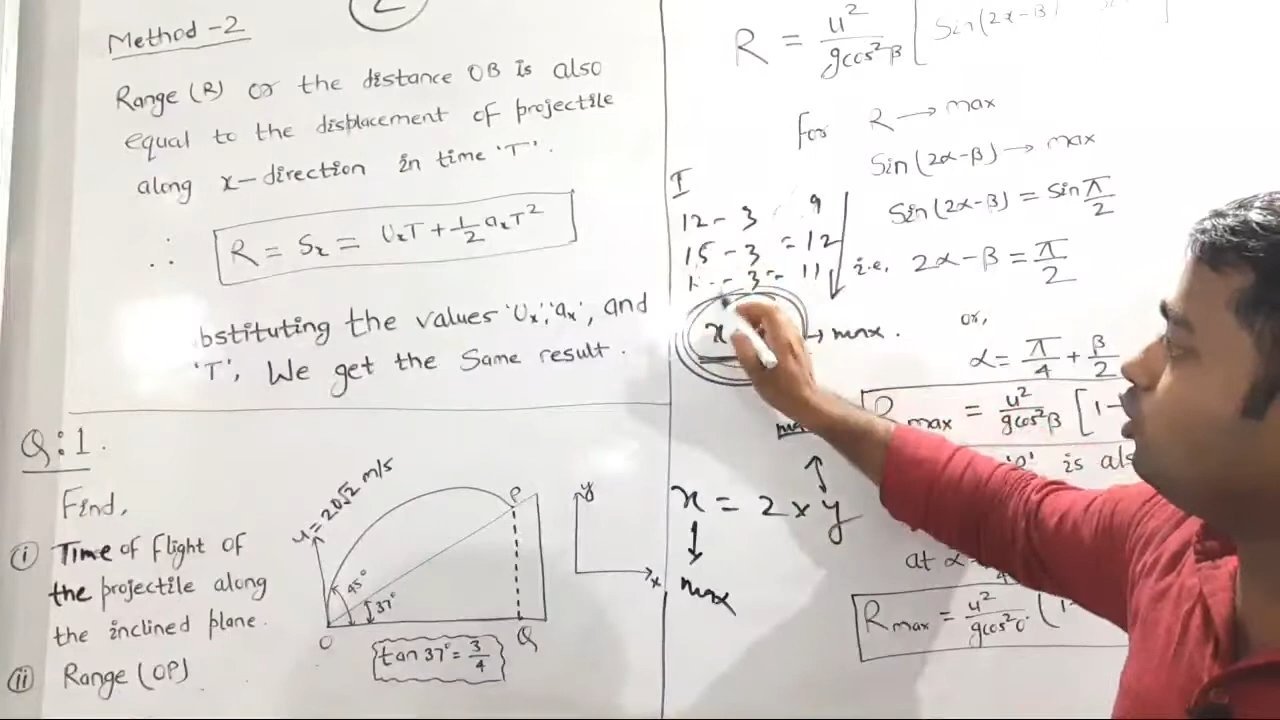 Method -2
Range (R) or the distance OB is also
equal to the displacement of projectile
along x-direction in time 'T'.
∴ R = Sx = UxT + 1/2 axT²
bstituting the values 'Ux', 'ax', and
'T', We get the Same result.
Q:1.
Find,
(i) Time of flight of
the projectile along
the inclined plane.
(ii) Range (OP)
u = 20√2 m/s
45°
37°
O
P
Q
y
x
tan 37° = 3/4
R = u²/gcos²β [Sin(2α-β)
for R → max
Sin(2α-β) → max
Sin(2α-β) = Sin π/2
i.e, 2α-β = π/2
or,
α = π/4 + β/2
Rmax = u²/gcos²β [1-
is als
at α =
Rmax = u²/gcos²0° (1-
I
12 - 3 9
15 - 3 = 12
- 3 = 11
x
→ max.
x = 2 x y
max